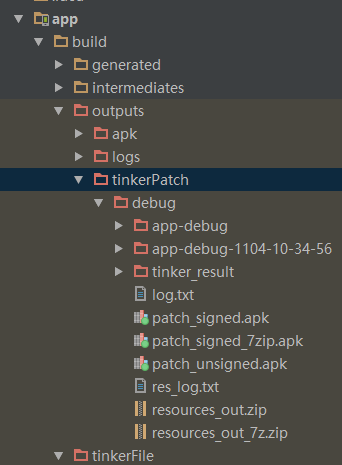 app
build
generated
intermediates
outputs
apk
logs
tinkerPatch
debug
app-debug
app-debug-1104-10-34-56
tinker_result
log.txt
patch_signed.apk
patch_signed_7zip.apk
patch_unsigned.apk
res_log.txt
resources_out.zip
resources_out_7z.zip
tinkerFile